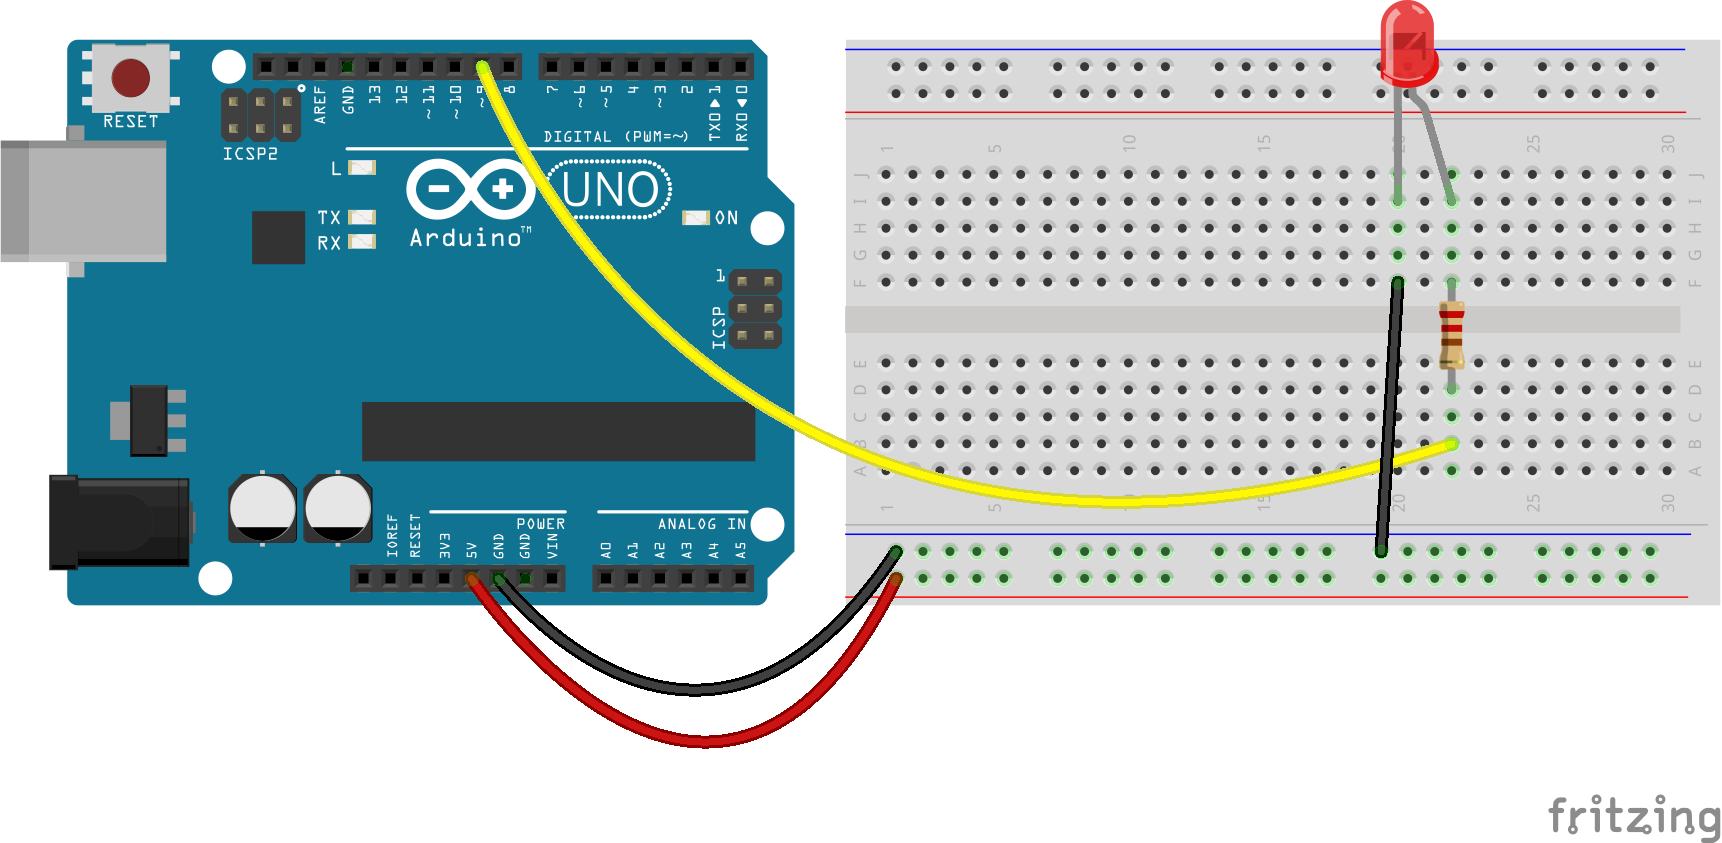 RESET
ICSP2
AREF
GND
13
12
~11
~10
~9
8
7
~6
~5
4
~3
2
TX0 1
RX0 0
DIGITAL (PWM=~)
L
TX
RX
UNO
Arduino™
ON
1
ICSP
IOREF
RESET
3V3
5V
GND
GND
VIN
POWER
A0
A1
A2
A3
A4
A5
ANALOG IN
1
5
10
15
20
25
30
J
I
H
G
F
E
D
C
B
A
J
I
H
G
F
E
D
C
B
A
1
5
15
20
25
30
fritzing